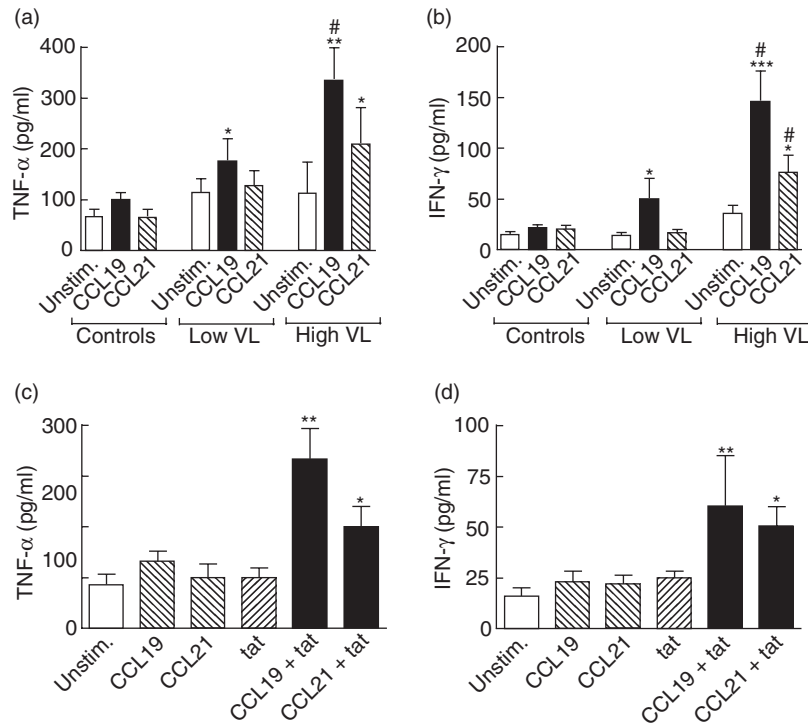 (a)
TNF-α (pg/ml)
400
300
200
100
0
#
**
*
*
Unstim.
CCL19
CCL21
Unstim.
CCL19
CCL21
Unstim.
CCL19
CCL21
Controls
Low VL
High VL
(b)
IFN-γ (pg/ml)
200
150
100
50
0
#
***
#
*
*
Unstim.
CCL19
CCL21
Unstim.
CCL19
CCL21
Unstim.
CCL19
CCL21
Controls
Low VL
High VL
(c)
TNF-α (pg/ml)
300
200
100
0
**
*
Unstim.
CCL19
CCL21
tat
CCL19 + tat
CCL21 + tat
(d)
IFN-γ (pg/ml)
100
75
50
25
0
**
*
Unstim.
CCL19
CCL21
tat
CCL19 + tat
CCL21 + tat